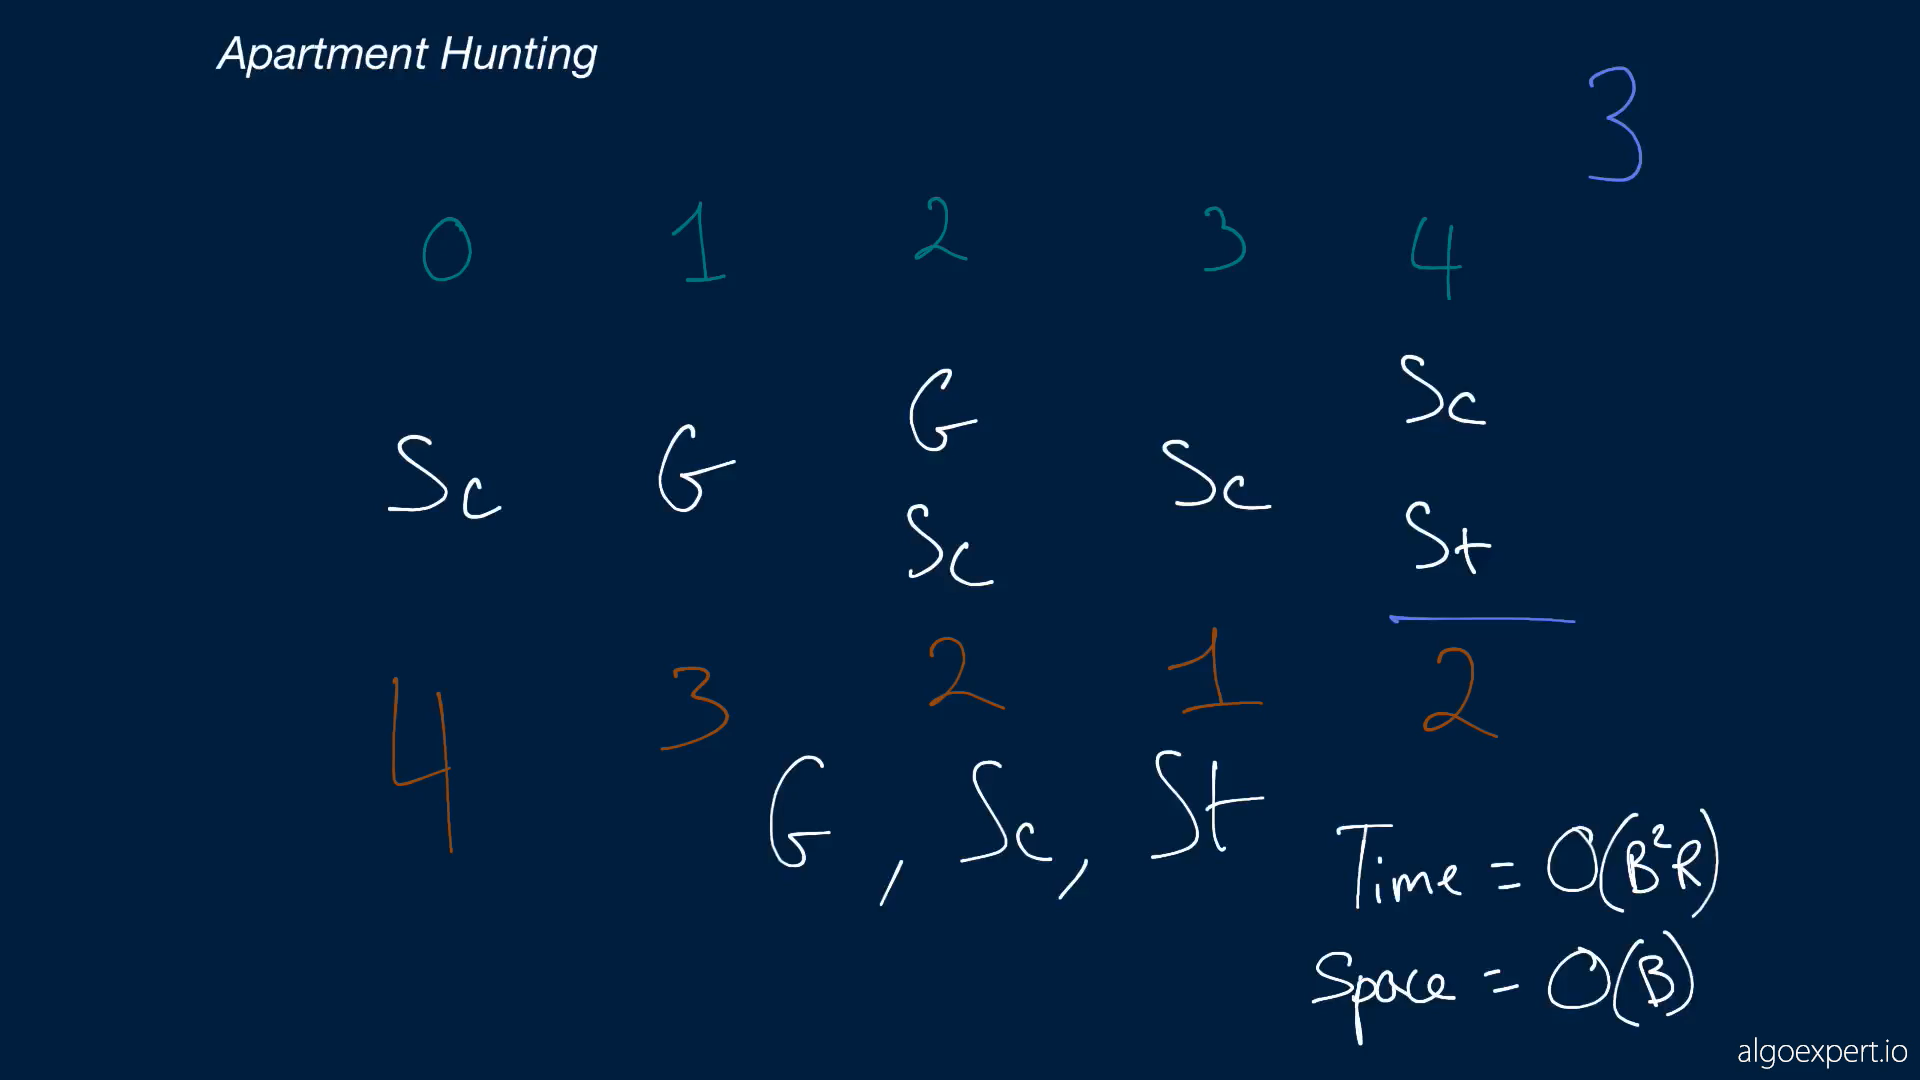 Apartment Hunting
3
0 1 2 3 4
G Sc
Sc G Sc
Sc St
4 3 2 1 2
G, Sc, St
Time = O(B²R)
Space = O(B)
algoexpert.io